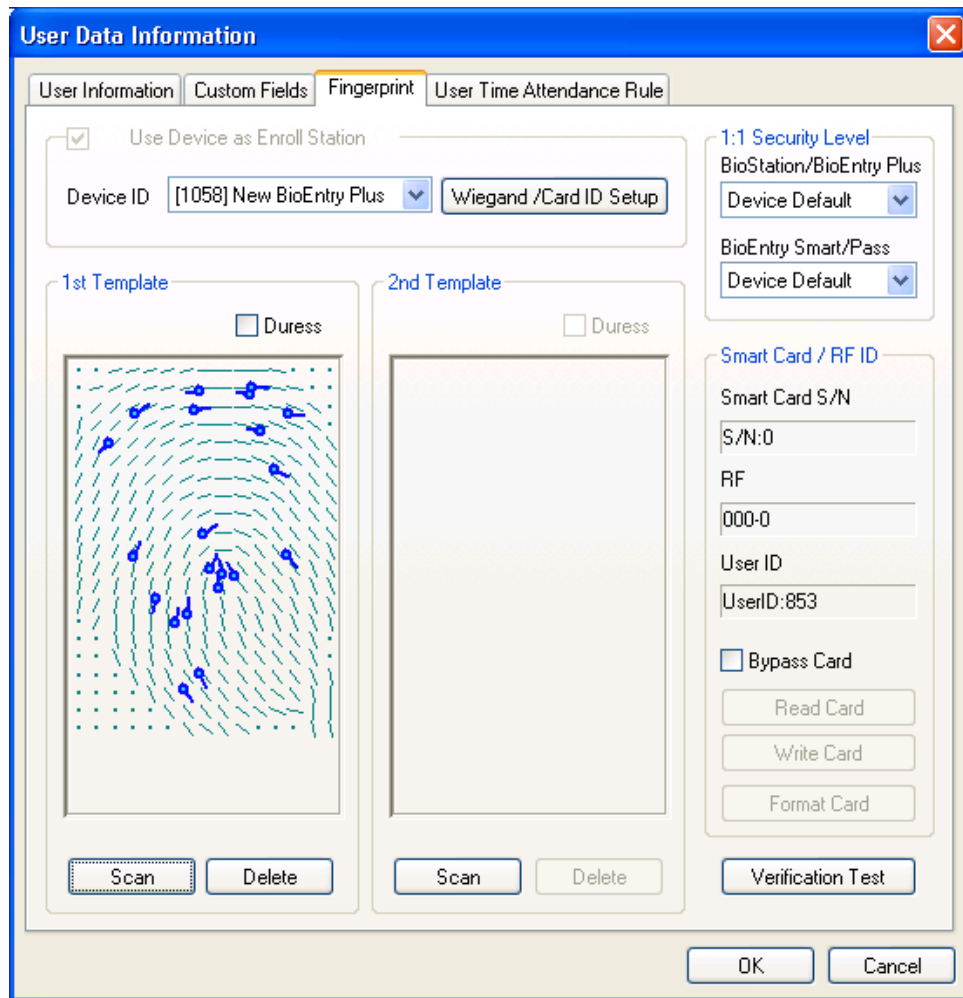 User Data Information
User Information
Custom Fields
Fingerprint
User Time Attendance Rule
Use Device as Enroll Station
Device ID
[1058] New BioEntry Plus
Wiegand /Card ID Setup
1:1 Security Level
BioStation/BioEntry Plus
Device Default
BioEntry Smart/Pass
Device Default
1st Template
Duress
Scan
Delete
2nd Template
Duress
Scan
Delete
Smart Card / RF ID
Smart Card S/N
S/N:0
RF
000-0
User ID
UserID:853
Bypass Card
Read Card
Write Card
Format Card
Verification Test
OK
Cancel